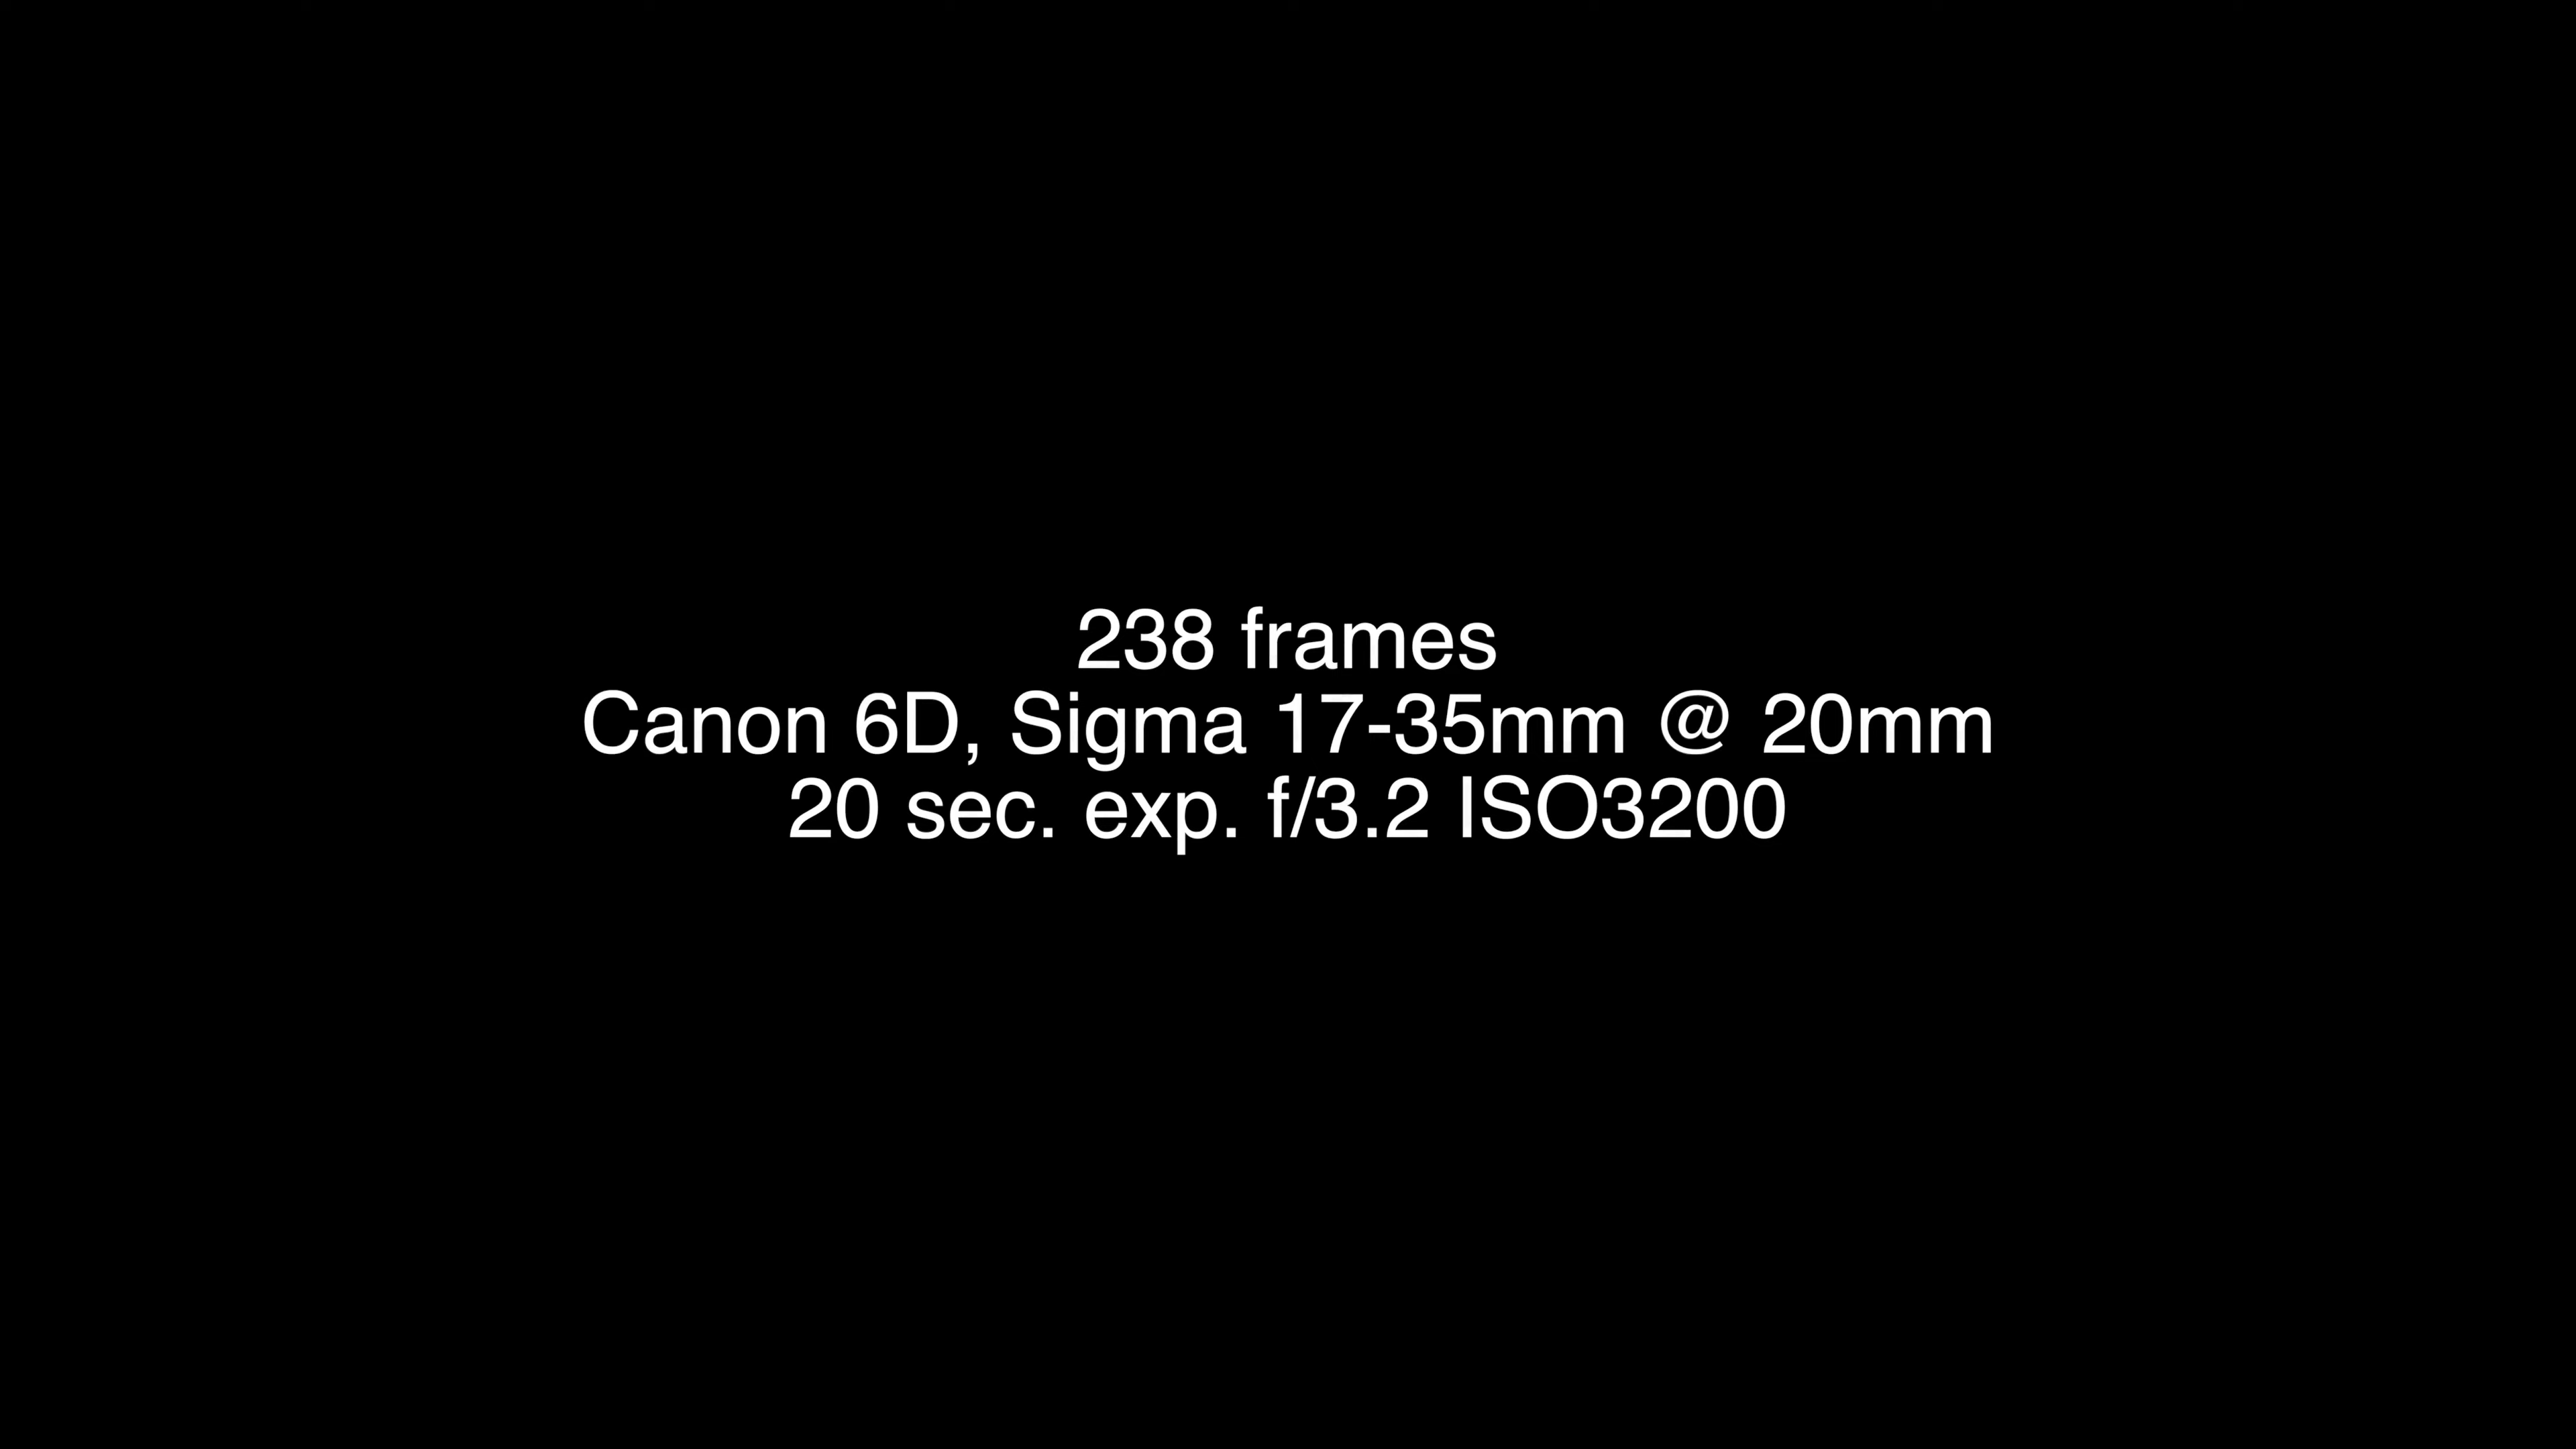 238 frames
Canon 6D, Sigma 17-35mm @ 20mm
20 sec. exp. f/3.2 ISO3200